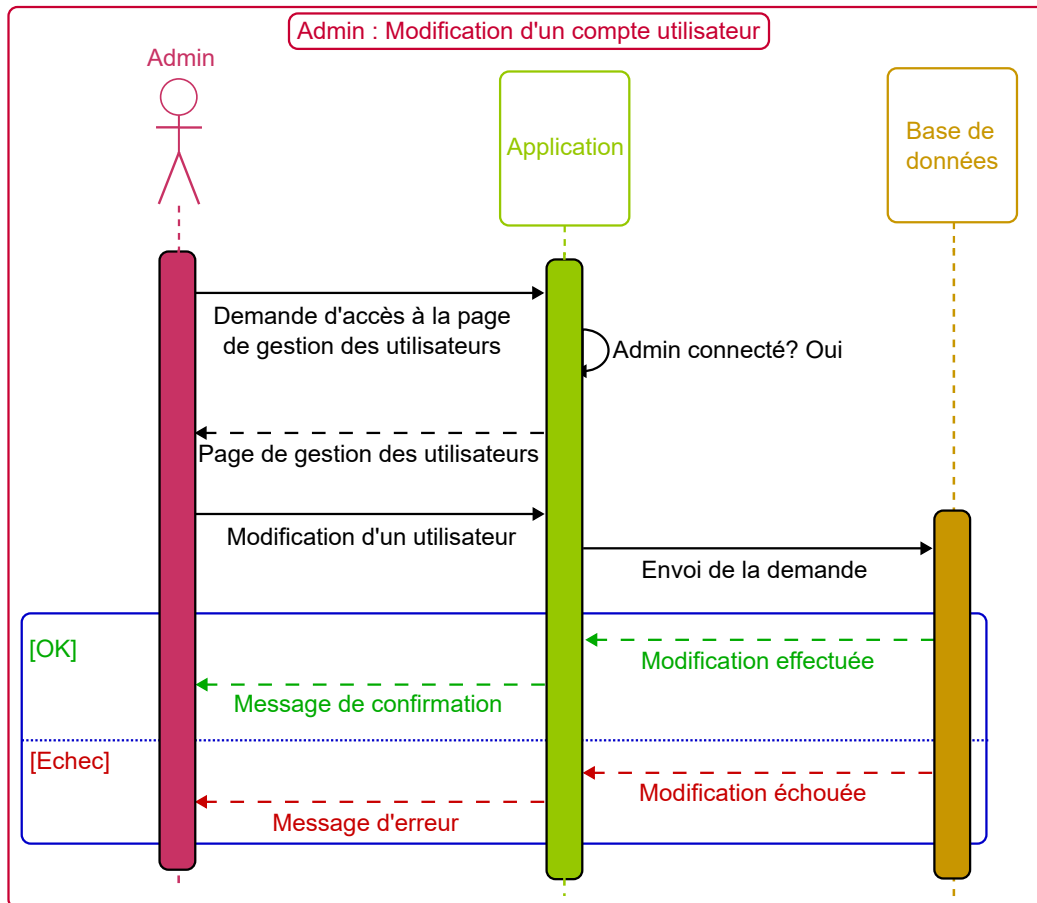 Admin : Modification d'un compte utilisateur
Admin
Application
Base de
données
Demande d'accès à la page
de gestion des utilisateurs
Admin connecté? Oui
Page de gestion des utilisateurs
Modification d'un utilisateur
Envoi de la demande
[OK]
Modification effectuée
Message de confirmation
[Echec]
Modification échouée
Message d'erreur